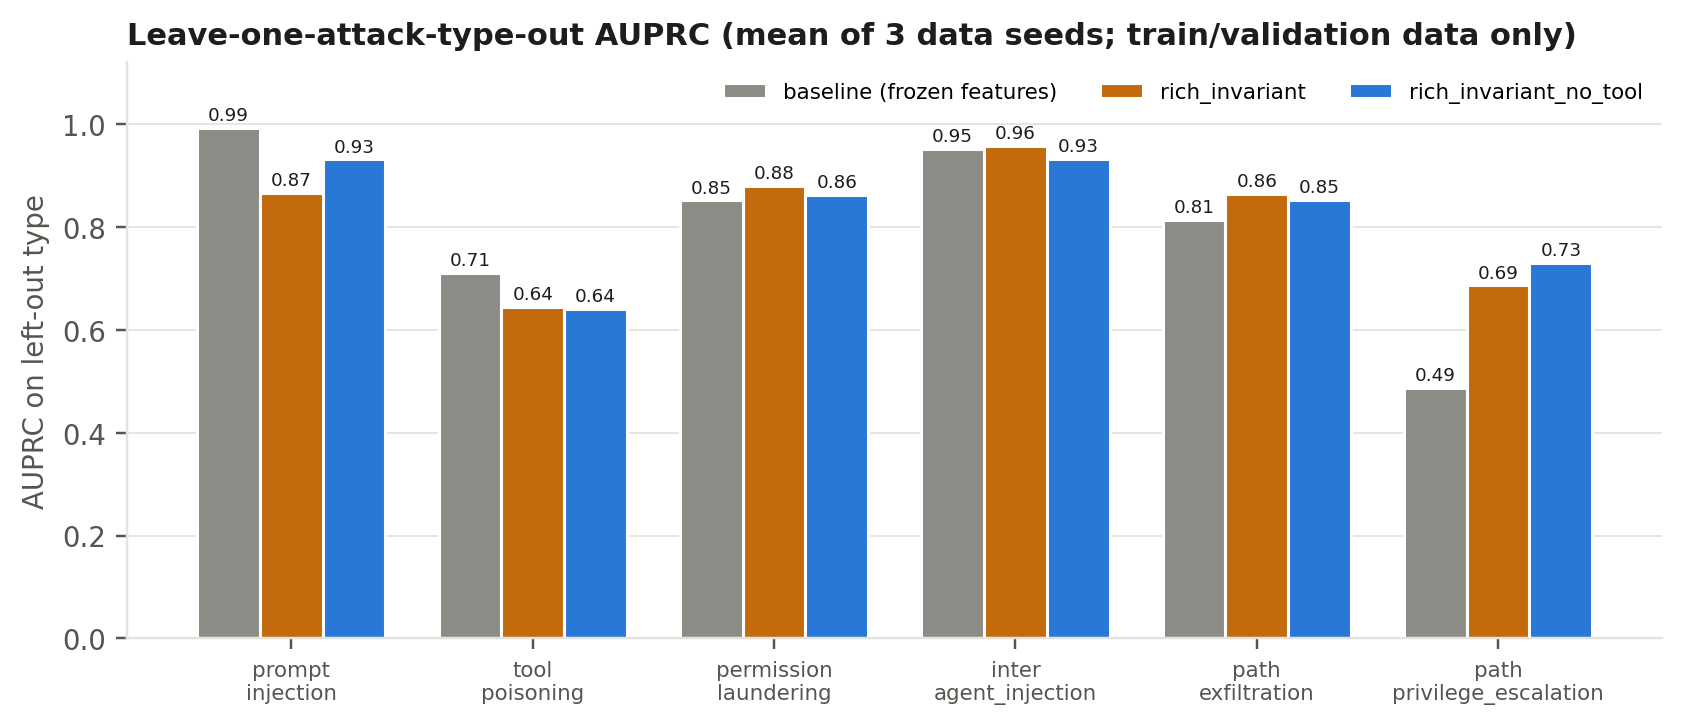 Leave-one-attack-type-out AUPRC (mean of 3 data seeds; train/validation data only)
baseline (frozen features) rich_invariant rich_invariant_no_tool
AUPRC on left-out type
1.0
0.8
0.6
0.4
0.2
0.0
0.99 0.87 0.93
0.71 0.64 0.64
0.85 0.88 0.86
0.95 0.96 0.93
0.81 0.86 0.85
0.49 0.69 0.73
prompt
injection
tool
poisoning
permission
laundering
inter
agent_injection
path
exfiltration
path
privilege_escalation